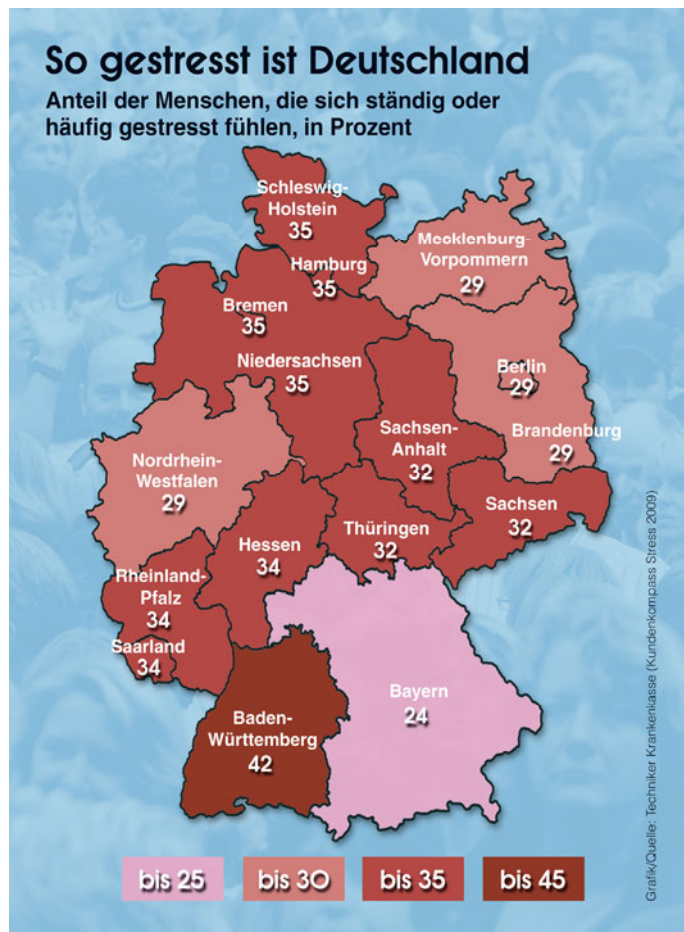 So gestresst ist Deutschland
Anteil der Menschen, die sich ständig oder
häufig gestresst fühlen, in Prozent
Schleswig-
Holstein
35
Mecklenburg-
Vorpommern
29
Hamburg
35
Bremen
35
Niedersachsen
35
Berlin
29
Brandenburg
29
Sachsen-
Anhalt
32
Nordrhein-
Westfalen
29
Sachsen
32
Thüringen
32
Hessen
34
Rheinland-
Pfalz
34
Saarland
34
Bayern
24
Baden-
Württemberg
42
bis 25
bis 30
bis 35
bis 45
Grafik/Quelle: Techniker Krankenkasse (Kundenkompass Stress 2009)